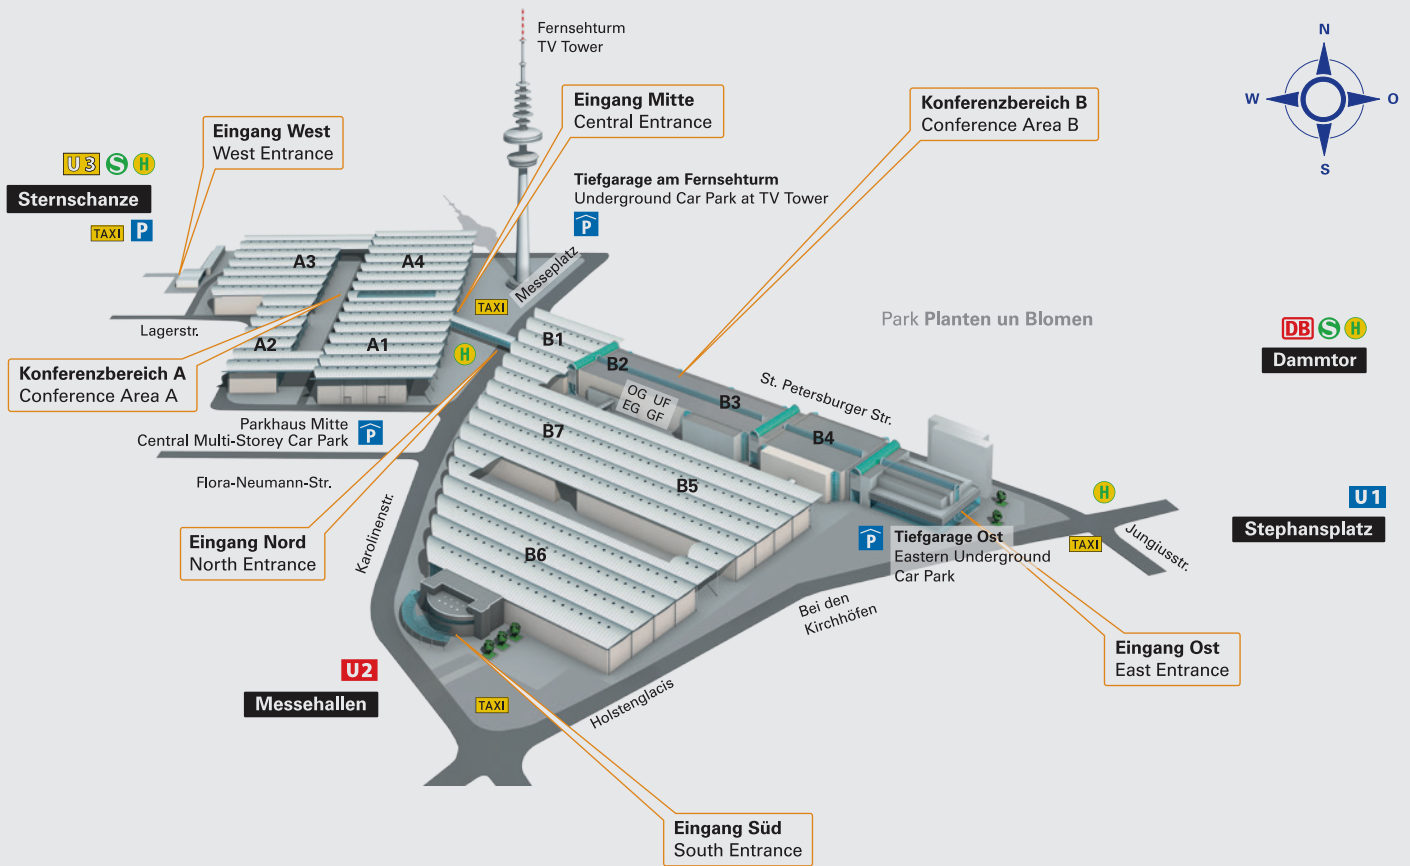 Fernsehturm
TV Tower
N
W
O
S
Eingang Mitte
Central Entrance
Konferenzbereich B
Conference Area B
Eingang West
West Entrance
U3 S H
Sternschanze
TAXI P
Tiefgarage am Fernsehturm
Underground Car Park at TV Tower
P
A3
A4
Messeplatz
TAXI
Lagerstr.
Park Planten un Blomen
DB S H
Dammtor
A2
A1
H
B1
B2
Konferenzbereich A
Conference Area A
OG UF
EG GF
B3
St. Petersburger Str.
Parkhaus Mitte
Central Multi-Storey Car Park
P
B7
B4
Flora-Neumann-Str.
B5
H
U1
Stephansplatz
Karolinenstr.
Eingang Nord
North Entrance
B6
P
Tiefgarage Ost
Eastern Underground
Car Park
TAXI
Jungiusstr.
Bei den
Kirchhöfen
Eingang Ost
East Entrance
U2
Messehallen
TAXI
Holstenglacis
Eingang Süd
South Entrance